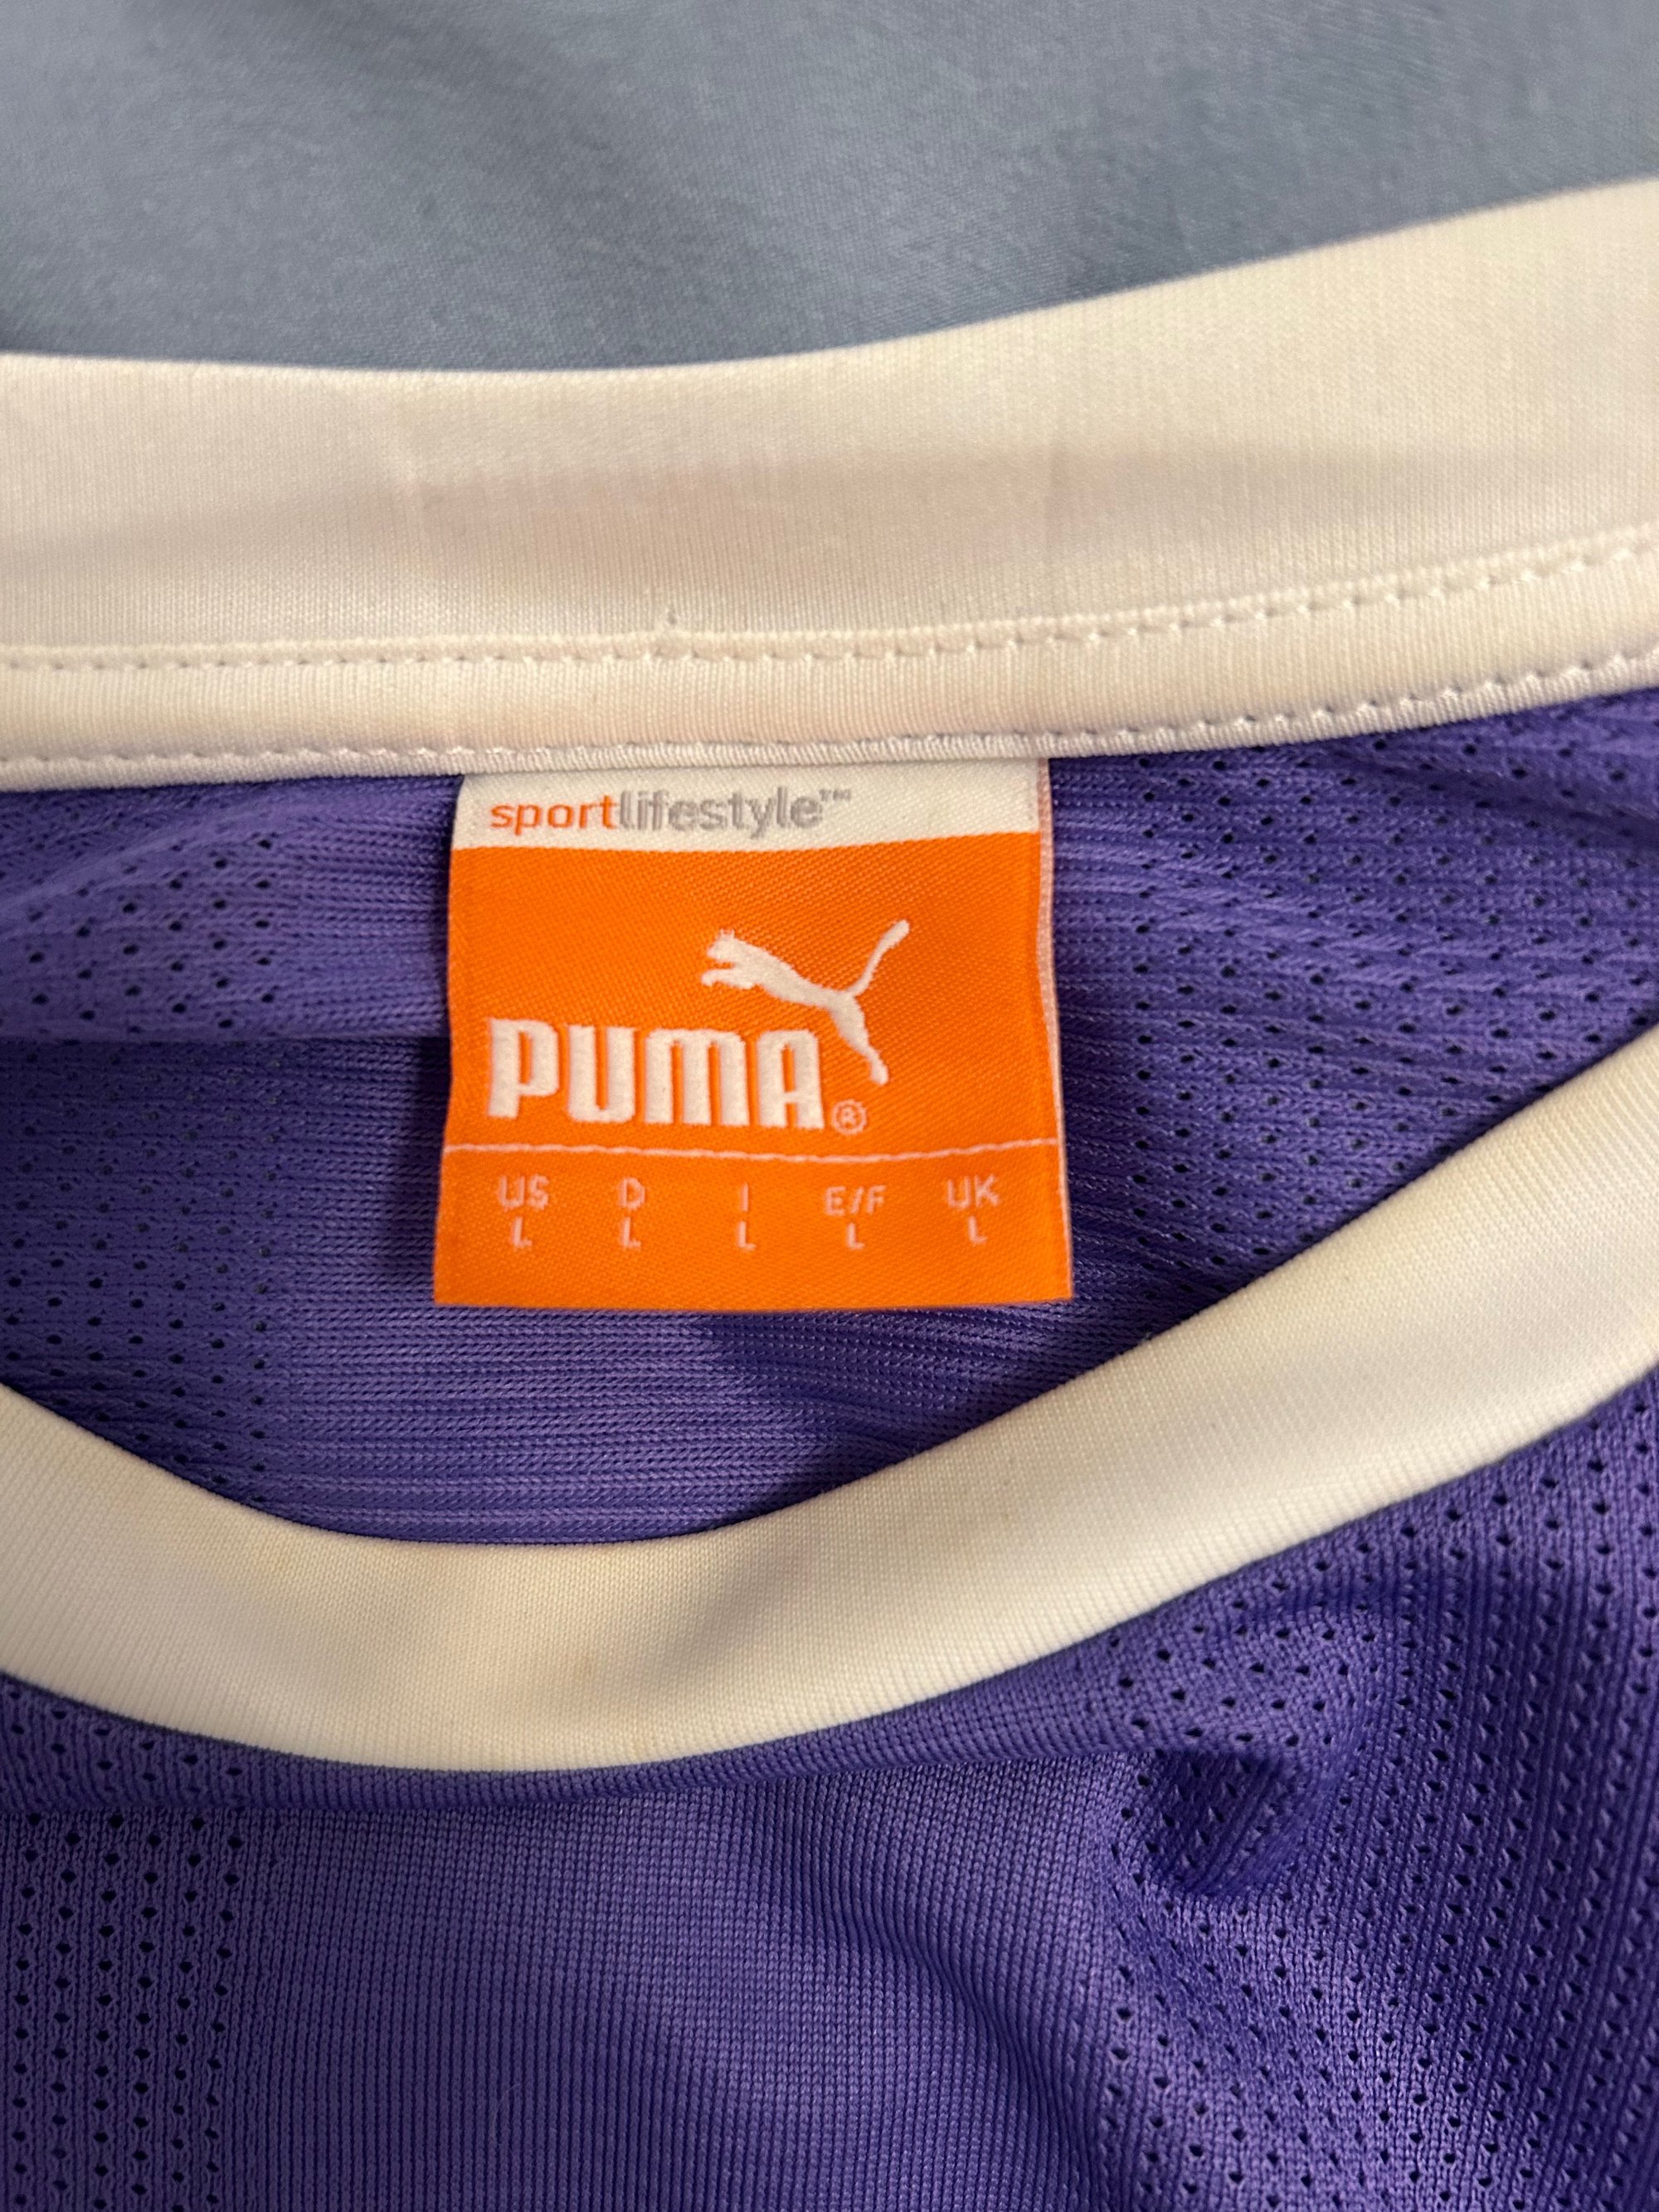 sportlifestyle™
PUMA®
US D I E/F UK
L L L L L